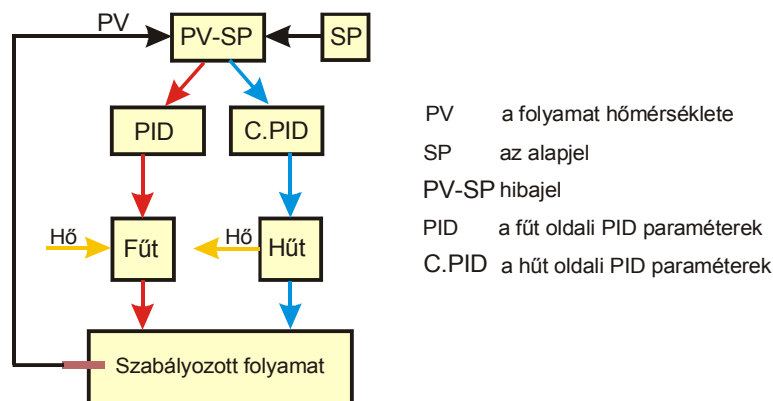 PV
PV-SP
SP
PID
C.PID
Hő
Fűt
Hő
Hűt
Szabályozott folyamat
PV a folyamat hőmérséklete
SP az alapjel
PV-SP hibajel
PID a fűt oldali PID paraméterek
C.PID a hűt oldali PID paraméterek